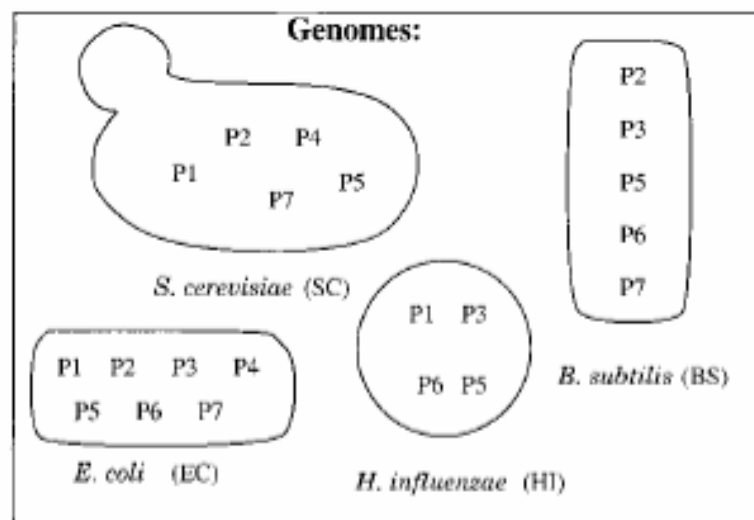 Genomes:
P2 P4
P1 P5
P7
S. cerevisiae (SC)
P2
P3
P5
P6
P7
B. subtilis (BS)
P1 P3
P6 P5
H. influenzae (HI)
P1 P2 P3 P4
P5 P6 P7
E. coli (EC)